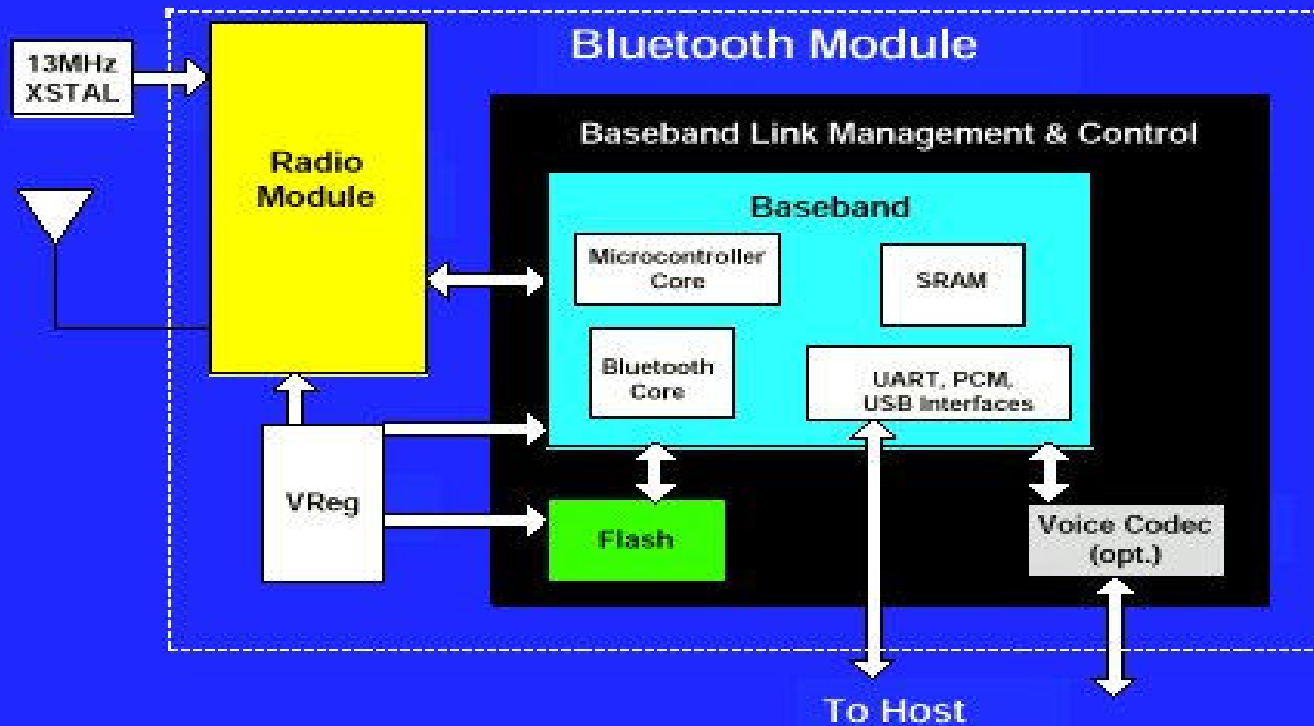 Bluetooth Module
13MHz
XSTAL
Baseband Link Management & Control
Radio
Module
Baseband
Microcontroller
Core
SRAM
Bluetooth
Core
UART, PCM,
USB Interfaces
VReg
Flash
Voice Codec
(opt.)
To Host